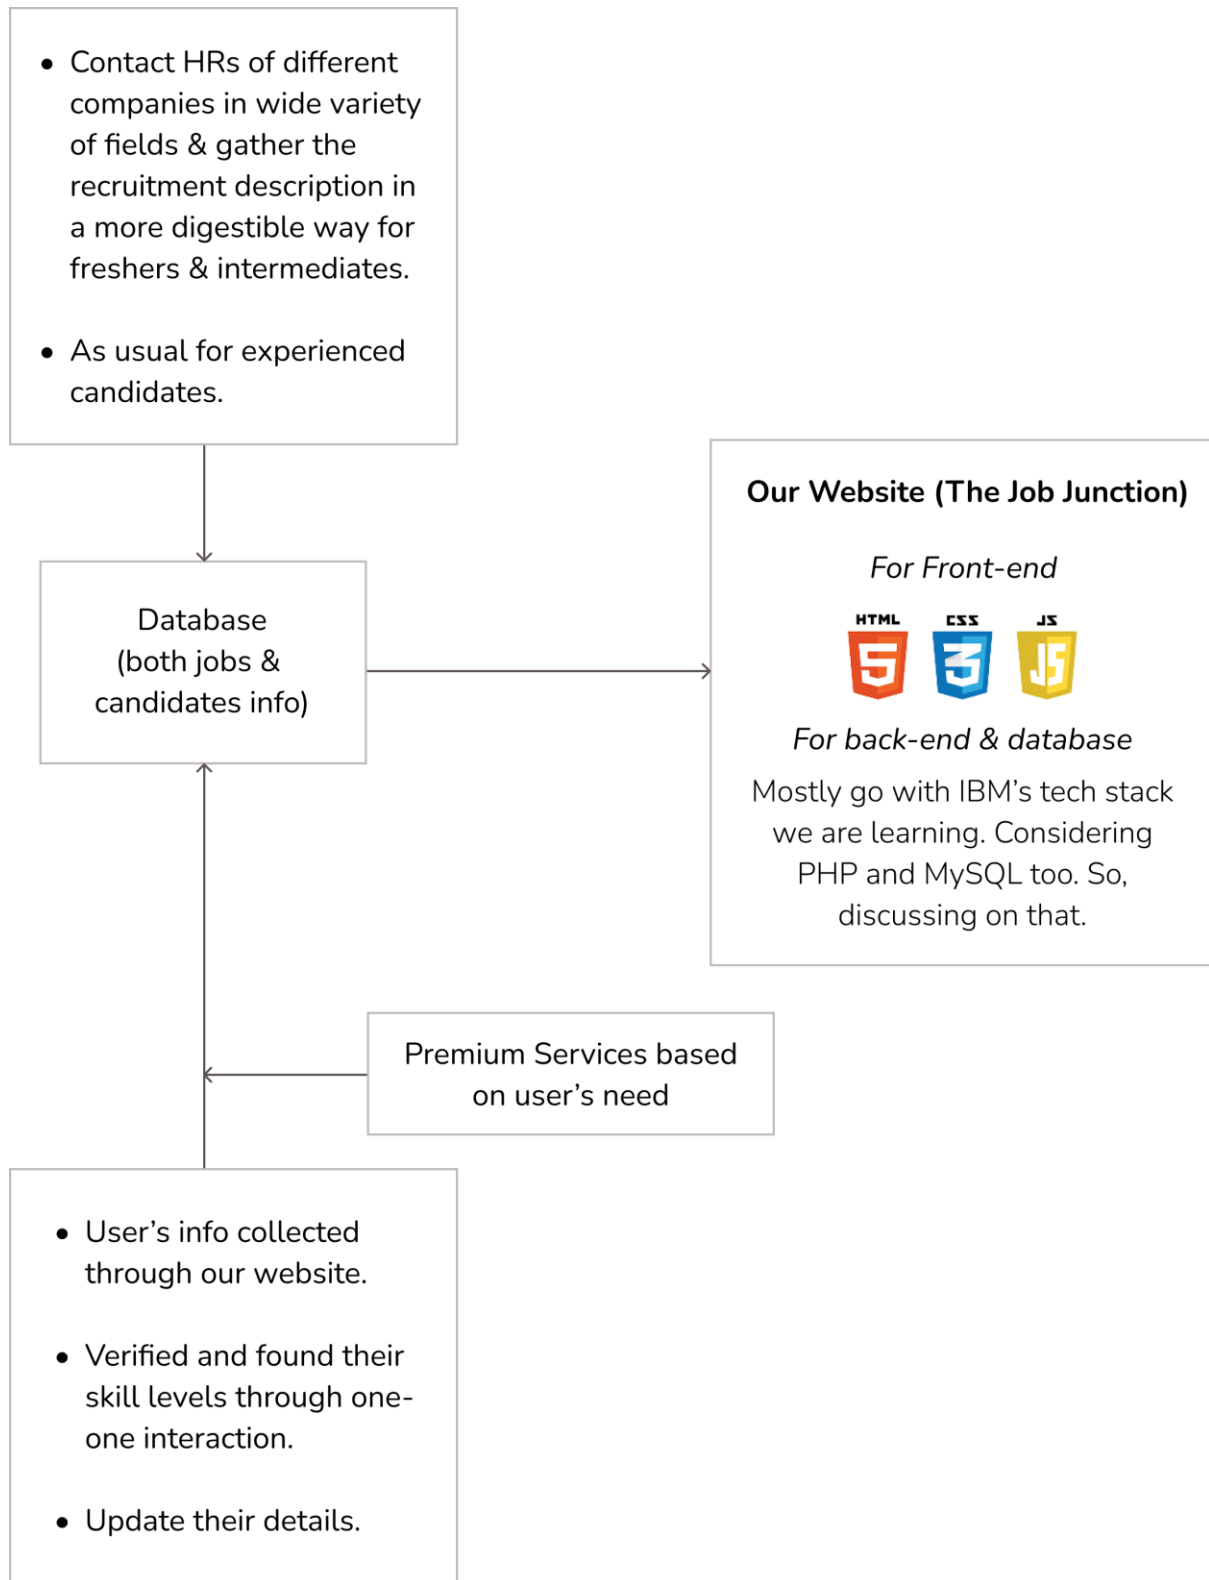 • Contact HRs of different
companies in wide variety
of fields & gather the
recruitment description in
a more digestible way for
freshers & intermediates.
• As usual for experienced
candidates.
Database
(both jobs &
candidates info)
Our Website (The Job Junction)
For Front-end
HTML CSS JS
5 3 JS
For back-end & database
Mostly go with IBM’s tech stack
we are learning. Considering
PHP and MySQL too. So,
discussing on that.
Premium Services based
on user’s need
• User’s info collected
through our website.
• Verified and found their
skill levels through one-
one interaction.
• Update their details.